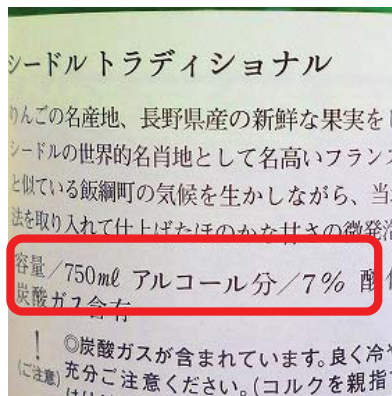 シードルトラディショナル
りんごの名産地、長野県産の新鮮な果実を
シードルの世界的名産地として名高いフランス
と似ている飯綱町の気候を生かしながら、当
法を取り入れて仕上げたほのかな甘さの微発泡
容量/750mℓ アルコール分/7% 酸
炭酸ガス含有
! ◎炭酸ガスが含まれています。良く冷や
(ご注意) 充分ご注意ください。(コルクを親指